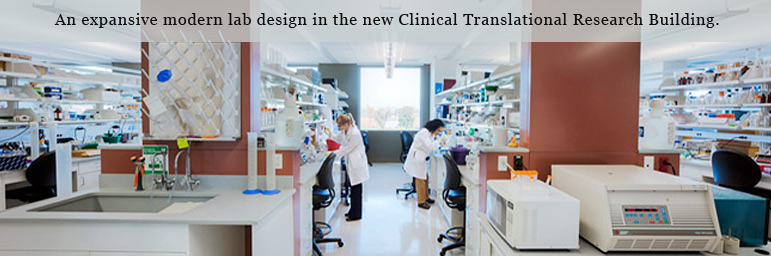 An expansive modern lab design in the new Clinical Translational Research Building.